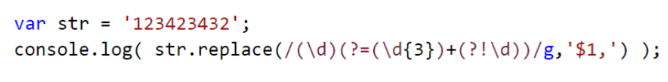 var str = '123423432';
console.log( str.replace(/(\d)(?=(\d{3})+(?!\d))/g,'$1,') );